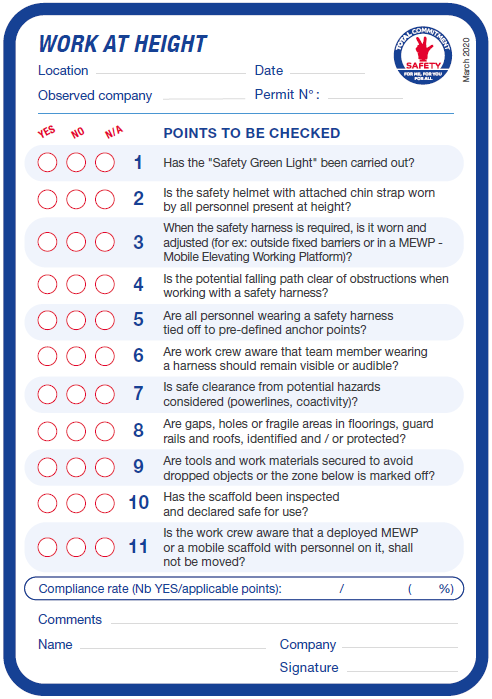 WORK AT HEIGHT
TOTAL COMMITMENT
SAFETY
FOR ME, FOR YOU
FOR ALL
March 2020
Location
Date
Observed company
Permit N° :
YES NO N/A
POINTS TO BE CHECKED
1 Has the "Safety Green Light" been carried out?
2 Is the safety helmet with attached chin strap worn
by all personnel present at height?
3 When the safety harness is required, is it worn and
adjusted (for ex: outside fixed barriers or in a MEWP -
Mobile Elevating Working Platform)?
4 Is the potential falling path clear of obstructions when
working with a safety harness?
5 Are all personnel wearing a safety harness
tied off to pre-defined anchor points?
6 Are work crew aware that team member wearing
a harness should remain visible or audible?
7 Is safe clearance from potential hazards
considered (powerlines, coactivity)?
8 Are gaps, holes or fragile areas in floorings, guard
rails and roofs, identified and / or protected?
9 Are tools and work materials secured to avoid
dropped objects or the zone below is marked off?
10 Has the scaffold been inspected
and declared safe for use?
11 Is the work crew aware that a deployed MEWP
or a mobile scaffold with personnel on it, shall
not be moved?
Compliance rate (Nb YES/applicable points): / ( %)
Comments
Name
Company
Signature